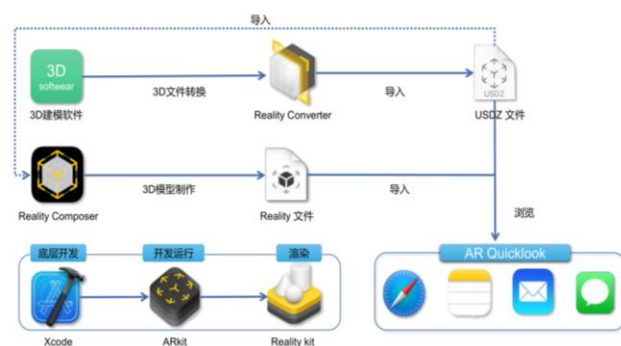 导入
3D
softwear
3D建模软件
3D文件转换
Reality Converter
导入
USDZ
USDZ 文件
Reality Composer
3D模型制作
Reality 文件
导入
浏览
底层开发
开发运行
渲染
Xcode
ARkit
Reality kit
AR Quicklook